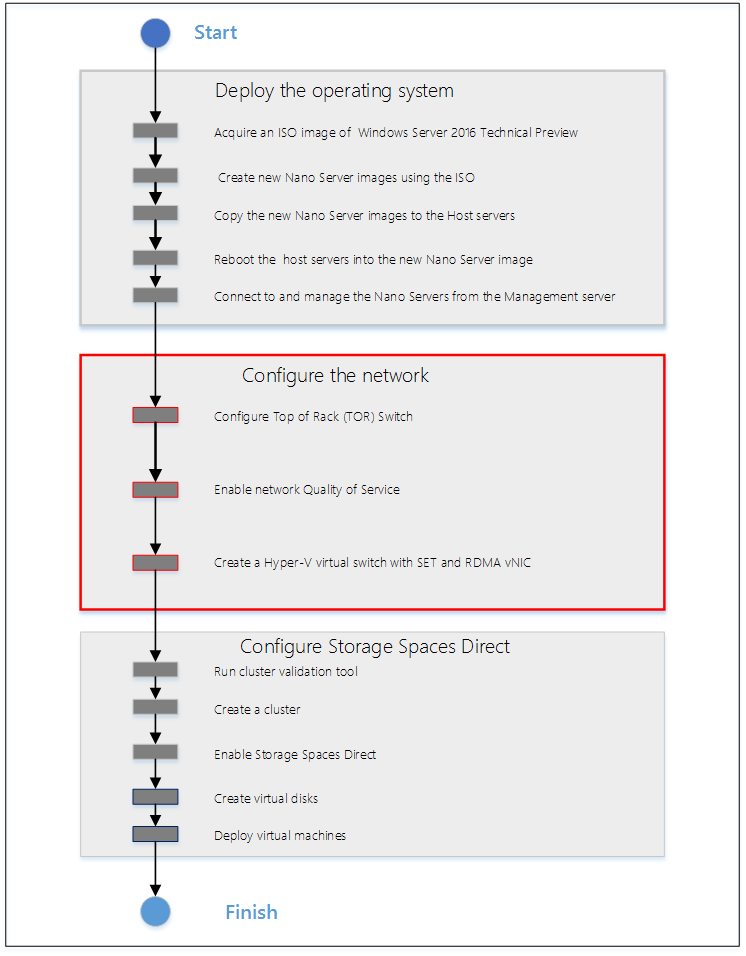 Start
Deploy the operating system
Acquire an ISO image of Windows Server 2016 Technical Preview
Create new Nano Server images using the ISO
Copy the new Nano Server images to the Host servers
Reboot the host servers into the new Nano Server image
Connect to and manage the Nano Servers from the Management server
Configure the network
Configure Top of Rack (TOR) Switch
Enable network Quality of Service
Create a Hyper-V virtual switch with SET and RDMA vNIC
Configure Storage Spaces Direct
Run cluster validation tool
Create a cluster
Enable Storage Spaces Direct
Create virtual disks
Deploy virtual machines
Finish